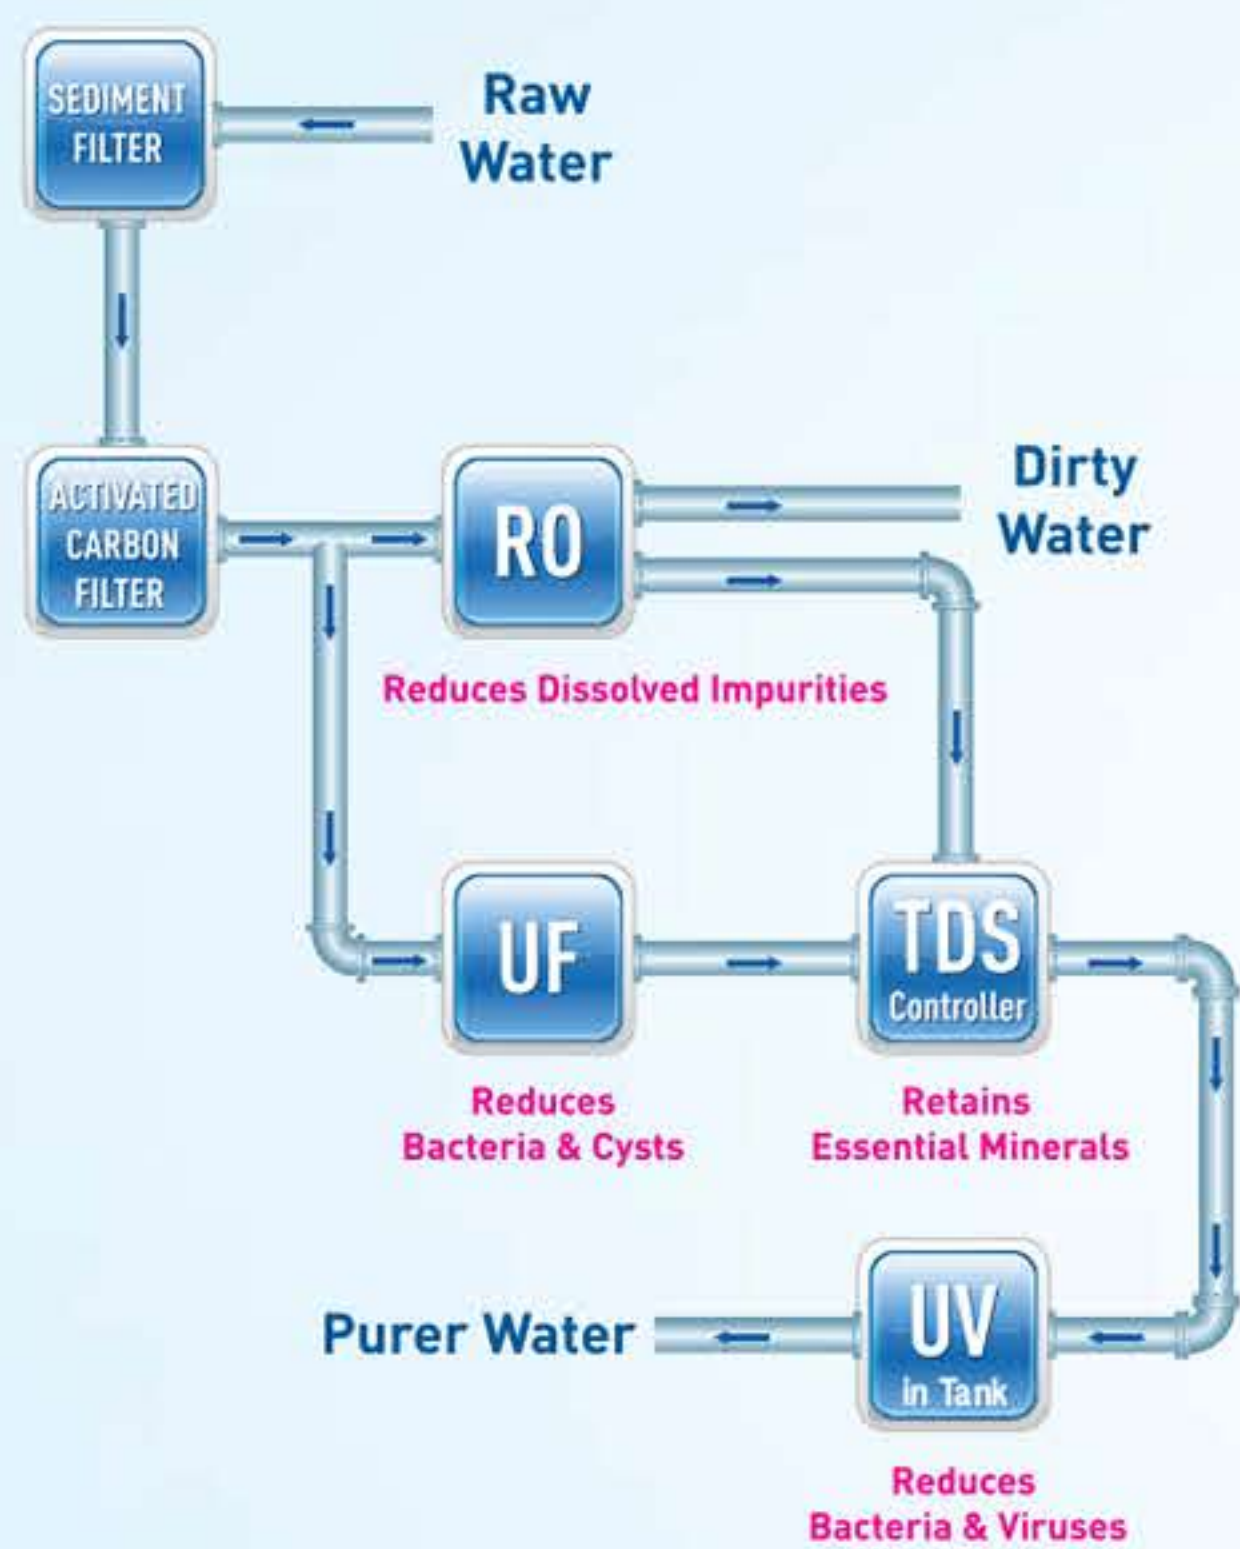 SEDIMENT
FILTER
Raw
Water
ACTIVATED
CARBON
FILTER
RO
Dirty
Water
Reduces Dissolved Impurities
UF
TDS
Controller
Reduces
Bacteria & Cysts
Retains
Essential Minerals
Purer Water
UV
in Tank
Reduces
Bacteria & Viruses